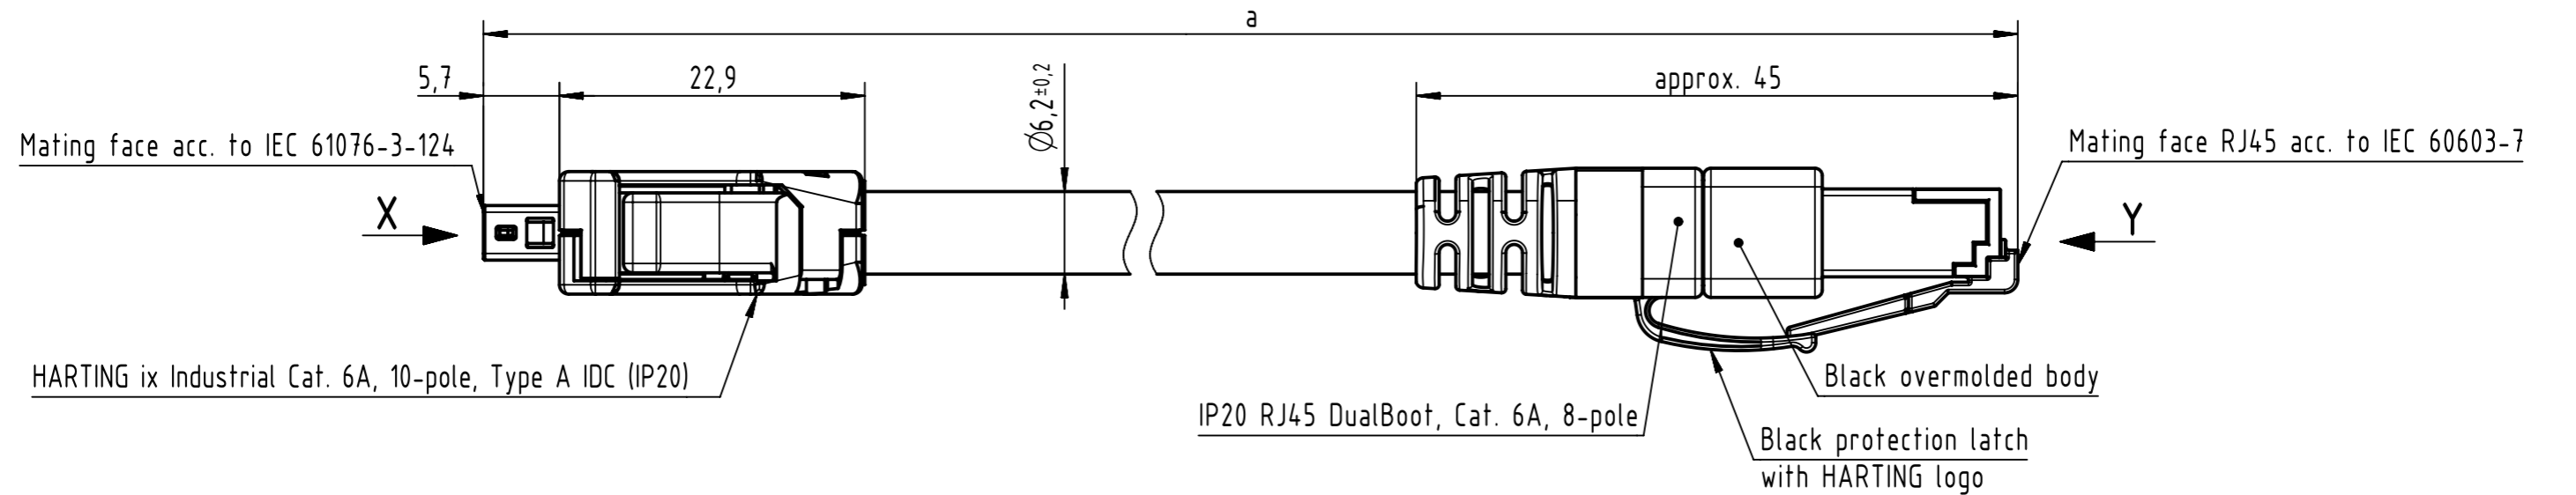 a
5,7
22,9
Ø6,2±0,2
approx. 45
Mating face acc. to IEC 61076-3-124
Mating face RJ45 acc. to IEC 60603-7
X
Y
HARTING ix Industrial Cat. 6A, 10-pole, Type A IDC (IP20)
Black overmolded body
IP20 RJ45 DualBoot, Cat. 6A, 8-pole
Black protection latch
with HARTING logo